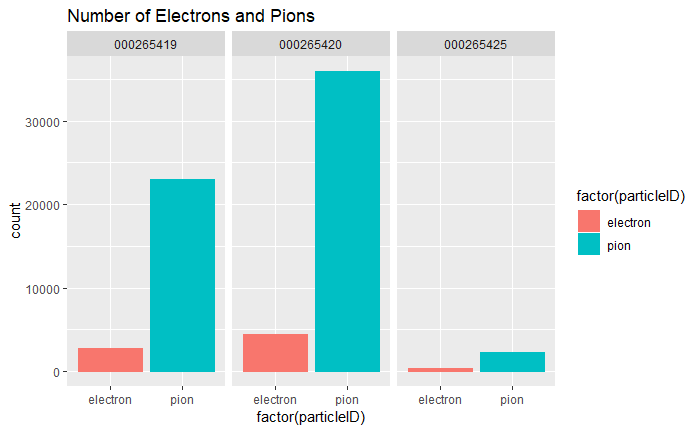 Number of Electrons and Pions
000265419 000265420 000265425
30000
20000
10000
0
count
electron pion electron pion electron pion
factor(particleID)
factor(particleID)
electron
pion